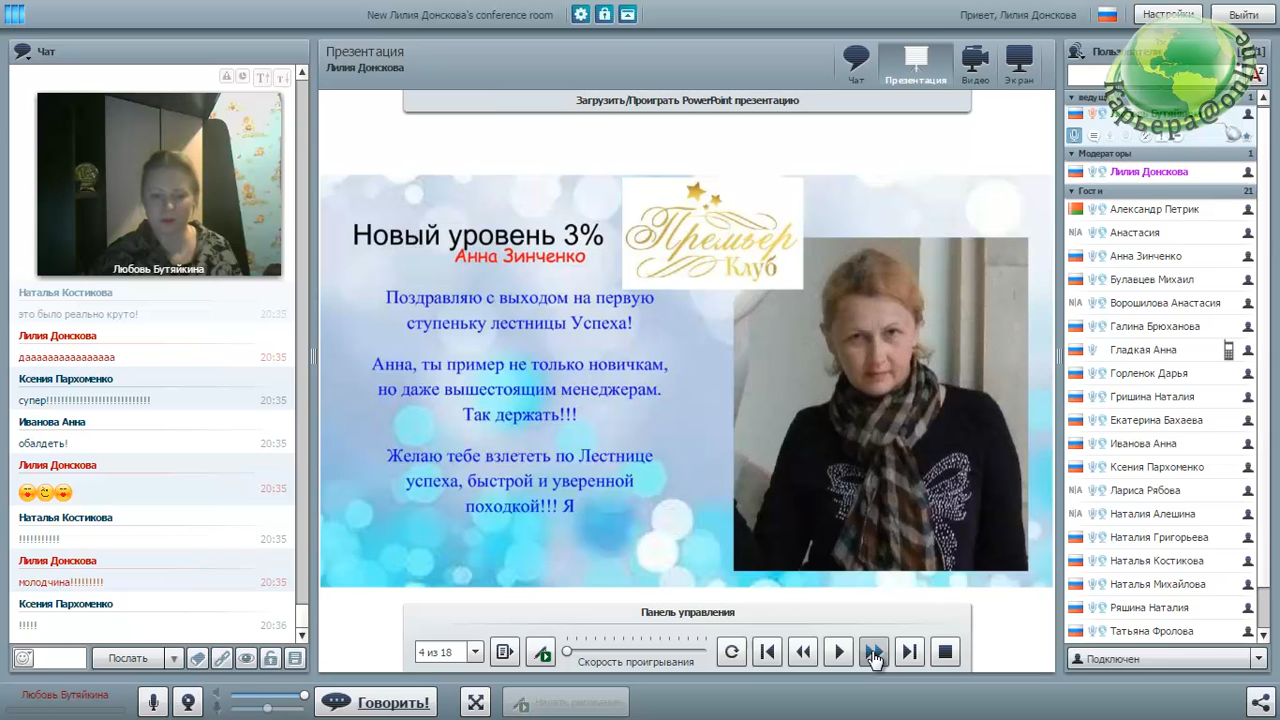 New Лилия Донскова's conference room
Привет, Лилия Донскова
Настройки
Выйти
Чат
Любовь Бутяйкина
Наталья Костикова
это было реально круто!
20:35
Лилия Донскова
дааааааааааааааа
20:35
Ксения Пархоменко
супер!!!!!!!!!!!!!!!!!!!!!!!!!!!
20:35
Иванова Анна
обалдеть!
20:35
Лилия Донскова
20:35
Наталья Костикова
!!!!!!!!!!!
20:35
Лилия Донскова
молодчина!!!!!!!!!
20:35
Ксения Пархоменко
!!!!!
20:36
Послать
Любовь Бутяйкина
Говорить!
Презентация
Лилия Донскова
Чат
Презентация
Видео
Экран
Загрузить/Проиграть PowerPoint презентацию
Новый уровень 3%
Анна Зинченко
Премьер
Клуб
Поздравляю с выходом на первую
ступеньку лестницы Успеха!
Анна, ты пример не только новичкам,
но даже вышестоящим менеджерам.
Так держать!!!
Желаю тебе взлететь по Лестнице
успеха, быстрой и уверенной
походкой!!! Я
Панель управления
4 из 18
Скорость проигрывания
карьера@online
Модераторы
1
Лилия Донскова
Гости
21
Александр Петрик
N\A Анастасия
Анна Зинченко
Булавцев Михаил
N\A Ворошилова Анастасия
Галина Брюханова
Гладкая Анна
Горленок Дарья
Гришина Наталия
Екатерина Бахаева
Иванова Анна
Ксения Пархоменко
N\A Лариса Рябова
N\A Наталия Алешина
Наталия Григорьева
Наталья Костикова
Наталья Михайлова
Ряшина Наталия
Татьяна Фролова
Подключен